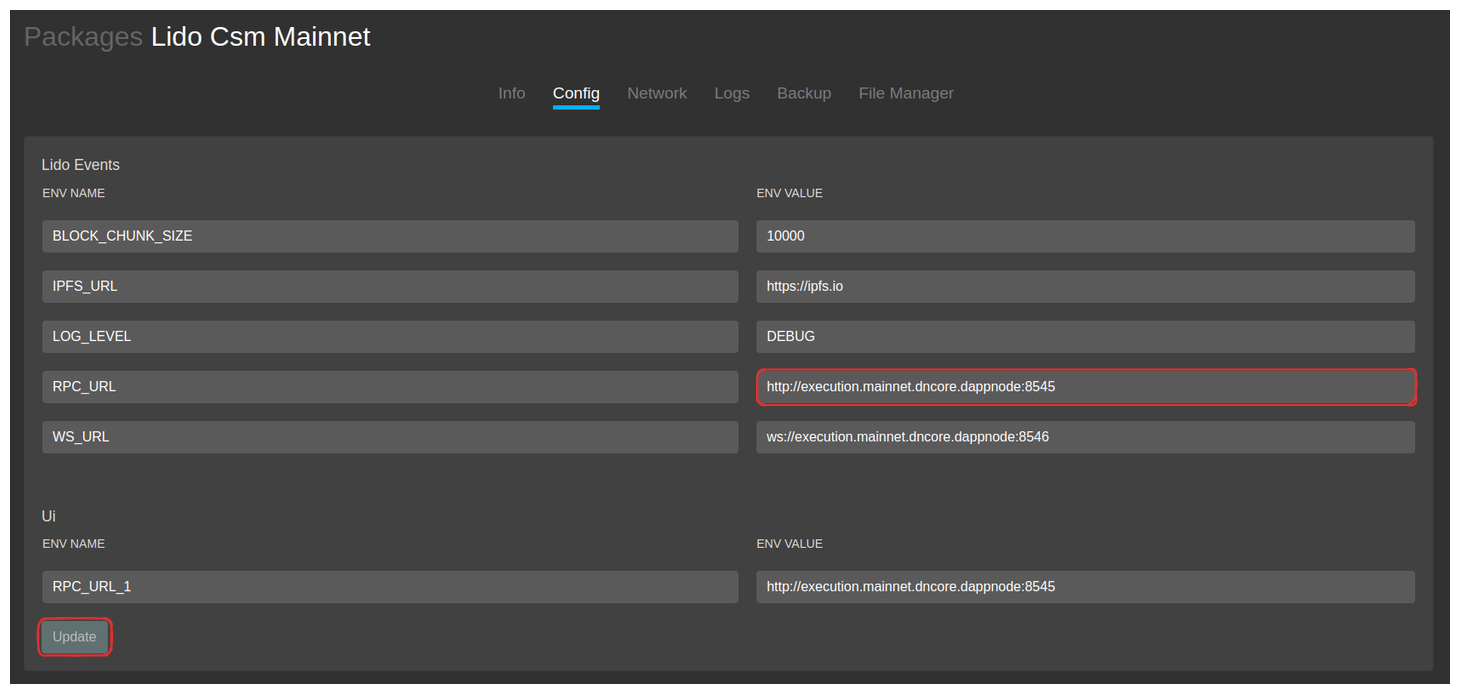 Packages Lido Csm Mainnet
Info Config Network Logs Backup File Manager
Lido Events
ENV NAME ENV VALUE
BLOCK_CHUNK_SIZE 10000
IPFS_URL https://ipfs.io
LOG_LEVEL DEBUG
RPC_URL http://execution.mainnet.dncore.dappnode:8545
WS_URL ws://execution.mainnet.dncore.dappnode:8546
Ui
ENV NAME ENV VALUE
RPC_URL_1 http://execution.mainnet.dncore.dappnode:8545
Update